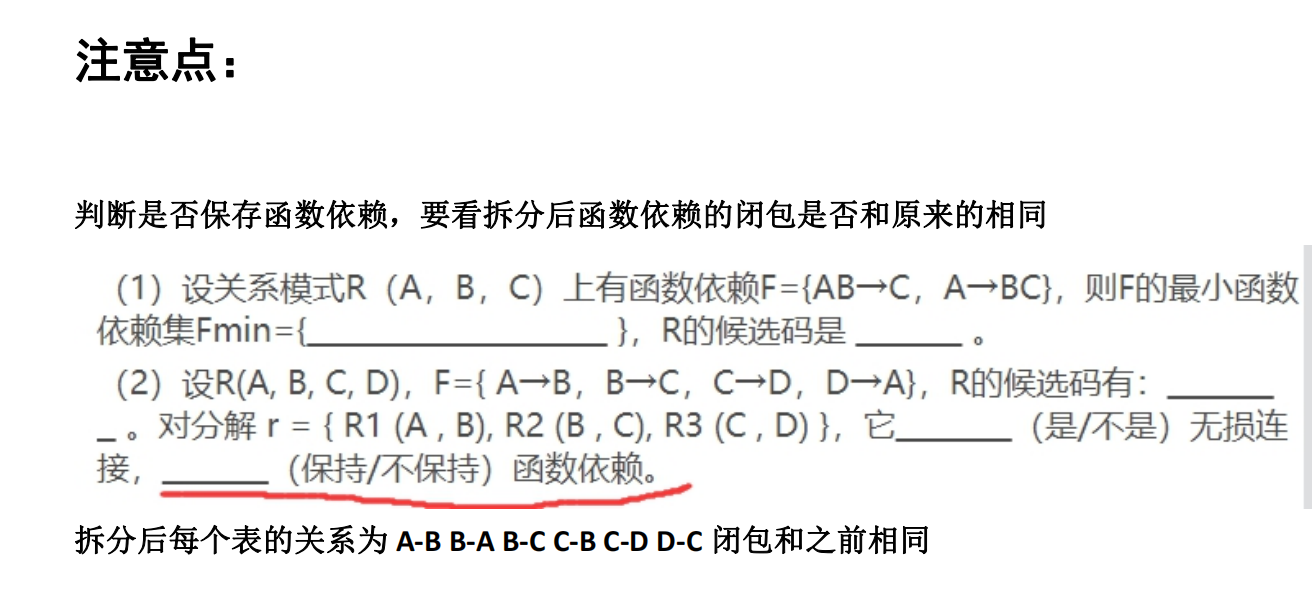 注意点：
判断是否保存函数依赖，要看拆分后函数依赖的闭包是否和原来的相同
（1）设关系模式R（A，B，C）上有函数依赖F={AB→C，A→BC}，则F的最小函数
依赖集Fmin={________________}，R的候选码是 ______ 。
（2）设R(A, B, C, D)，F={ A→B，B→C，C→D，D→A}，R的候选码有：______
_ 。对分解 r = { R1 (A , B), R2 (B , C), R3 (C , D) }，它______（是/不是）无损连
接，______（保持/不保持）函数依赖。
拆分后每个表的关系为 A-B B-A B-C C-B C-D D-C 闭包和之前相同